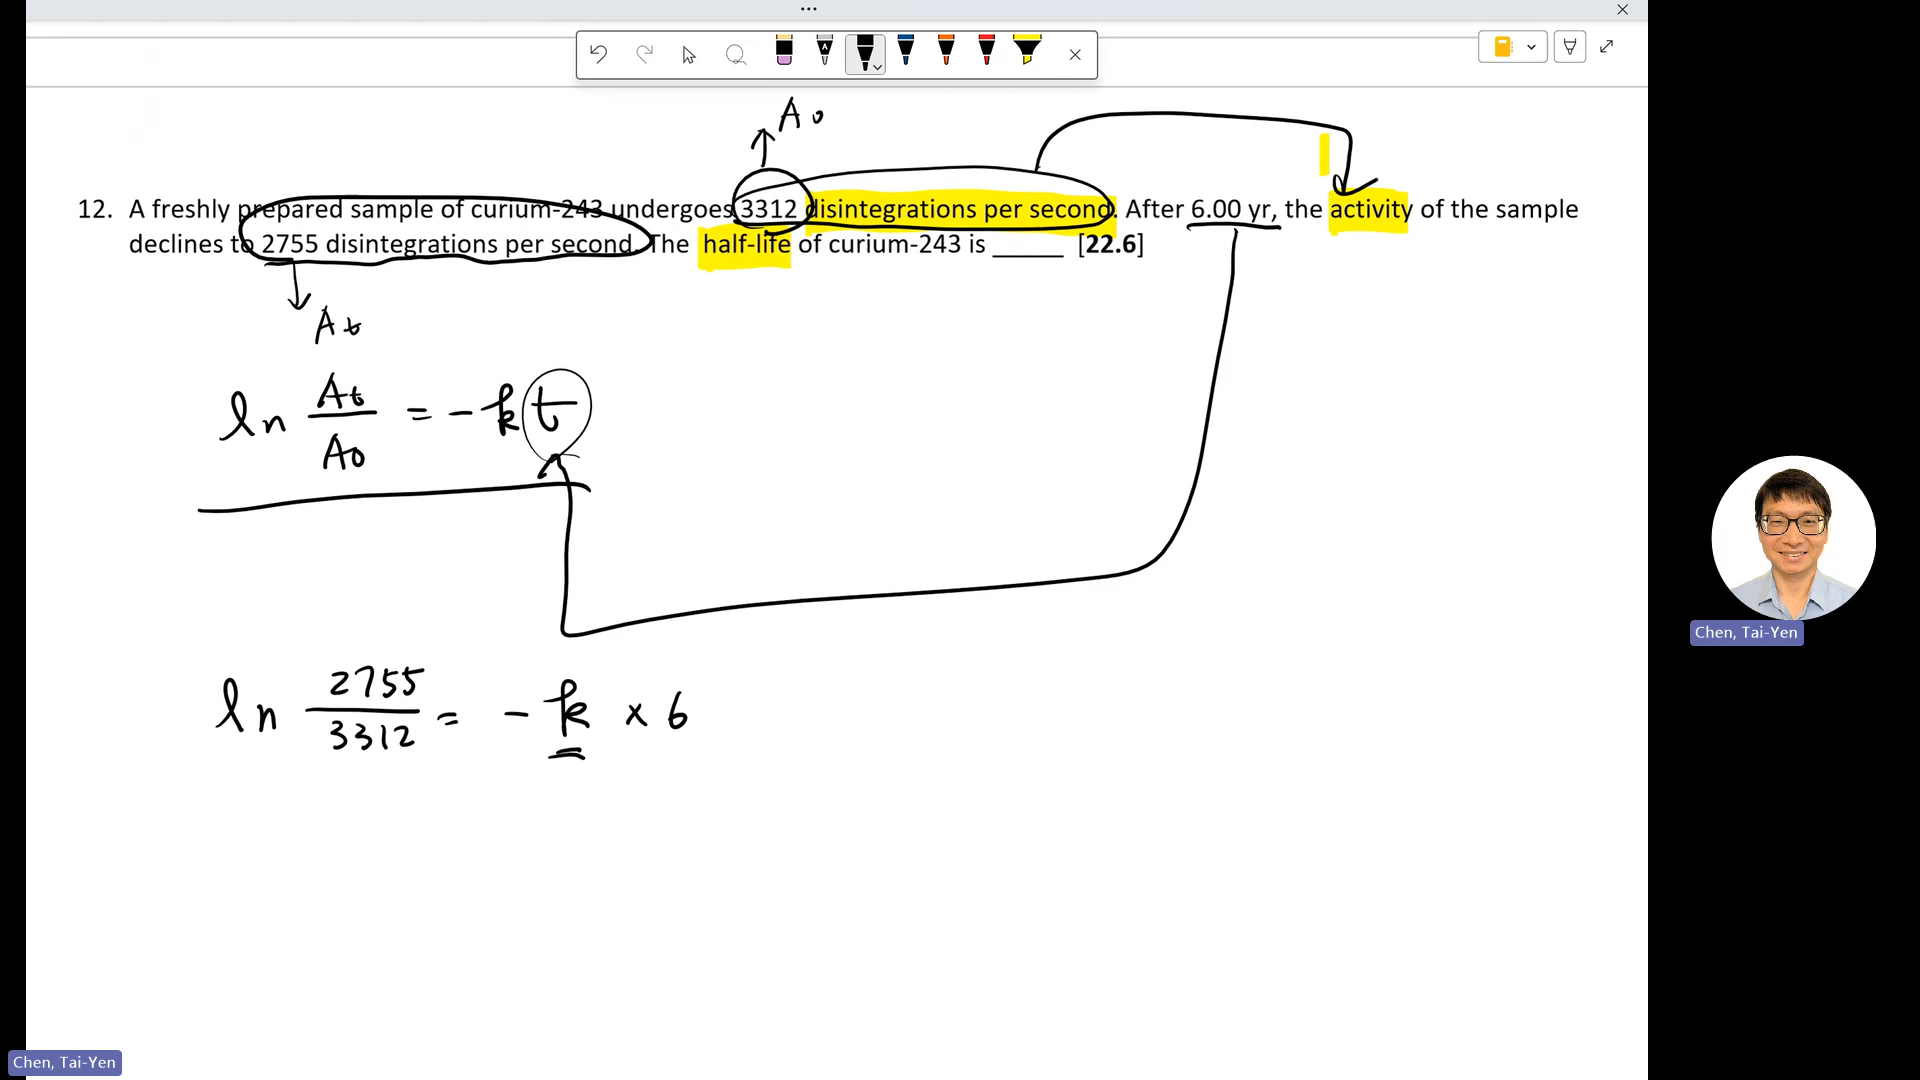 A0
12. A freshly prepared sample of curium-243 undergoes 3312 disintegrations per second. After 6.00 yr, the activity of the sample
declines to 2755 disintegrations per second. The half-life of curium-243 is _____ [22.6]
At
ln At/A0 = - k t
ln 2755/3312 = - k × 6
Chen, Tai-Yen
Chen, Tai-Yen